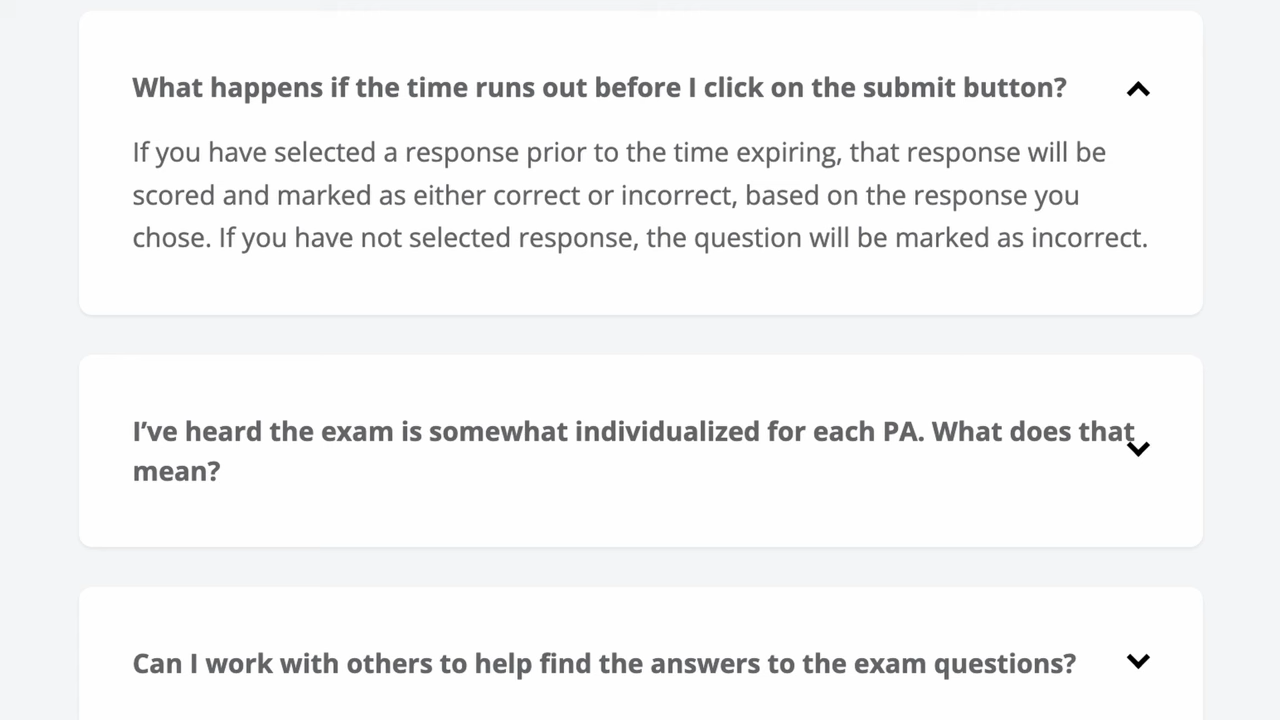 What happens if the time runs out before I click on the submit button?
If you have selected a response prior to the time expiring, that response will be
scored and marked as either correct or incorrect, based on the response you
chose. If you have not selected response, the question will be marked as incorrect.
I’ve heard the exam is somewhat individualized for each PA. What does that
mean?
Can I work with others to help find the answers to the exam questions?